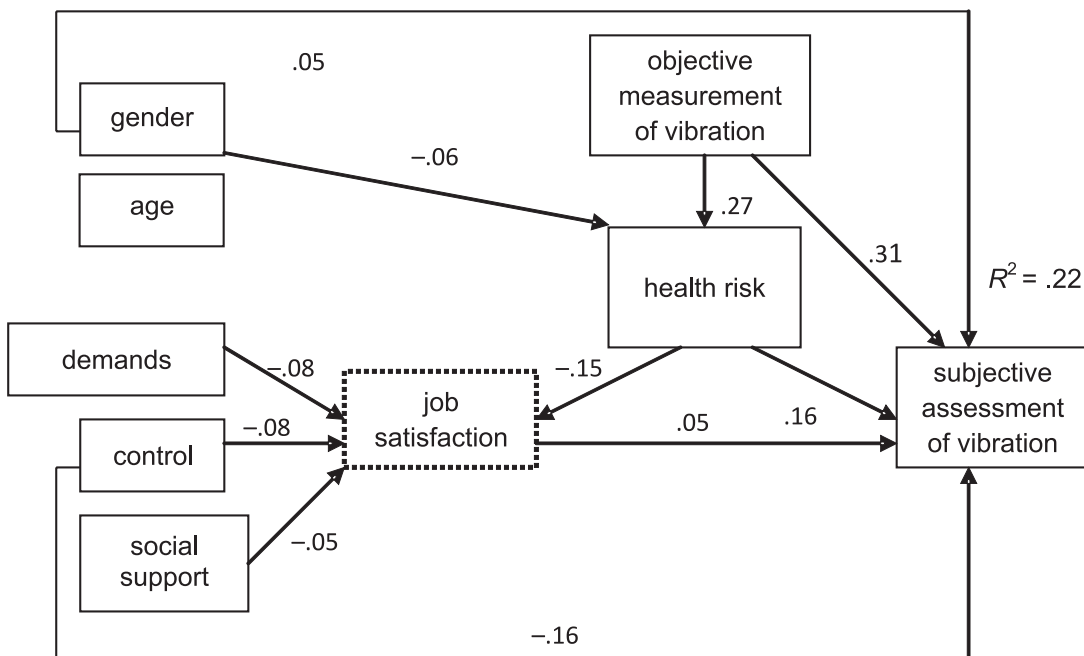 .05
objective
measurement
of vibration
gender
–.06
age
.27
.31
health risk
R² = .22
demands
–.08
–.15
job
satisfaction
subjective
assessment
of vibration
–.08
control
.05
.16
social
support
–.05
–.16